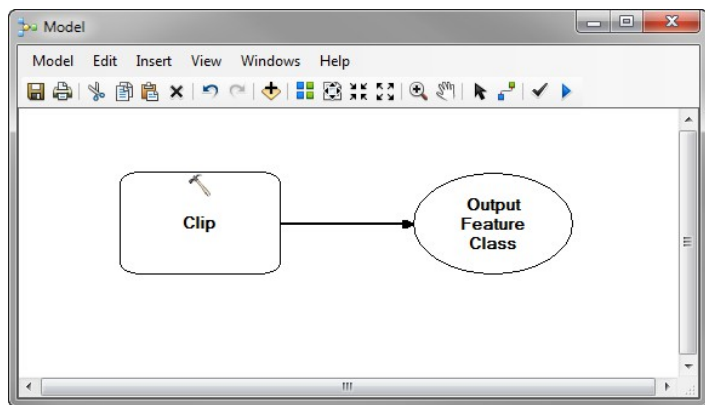 Model
Model Edit Insert View Windows Help
Clip
Output
Feature
Class